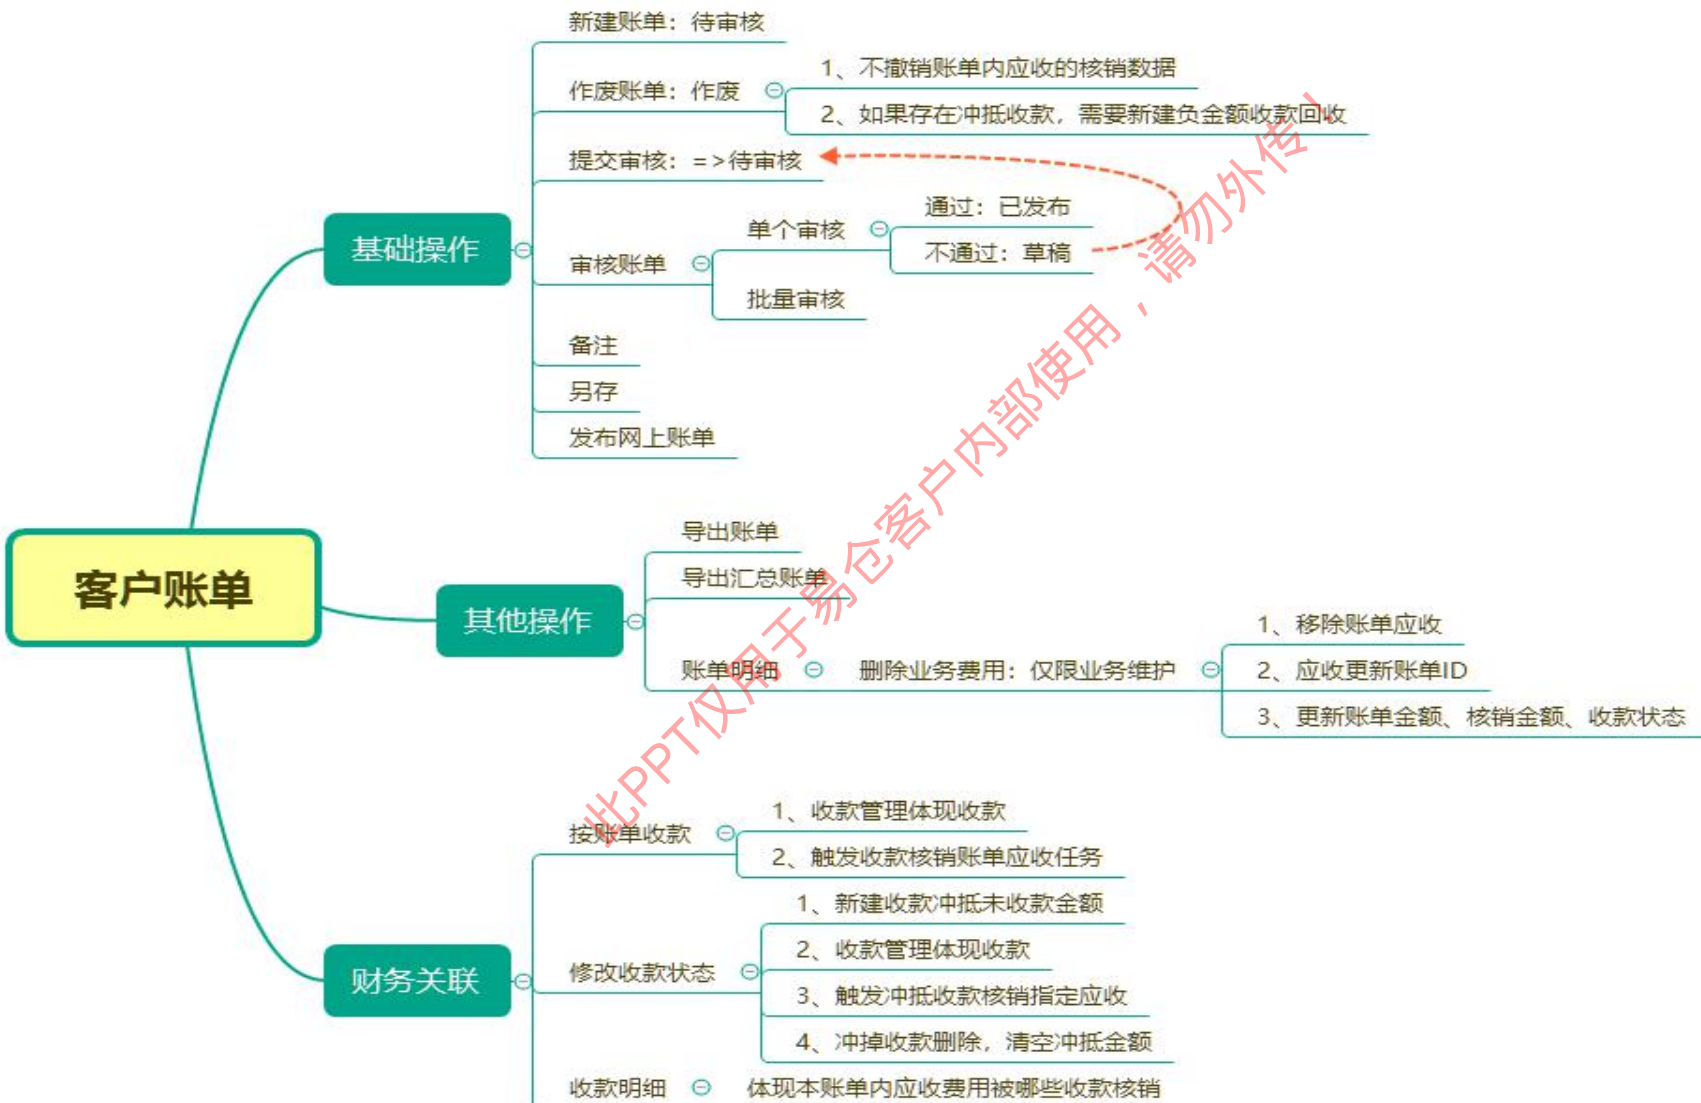 新建账单：待审核
作废账单：作废
1、不撤销账单内应收的核销数据
2、如果存在冲抵收款，需要新建负金额收款回收
提交审核：=>待审核
基础操作
审核账单
单个审核
通过：已发布
不通过：草稿
批量审核
备注
另存
发布网上账单
客户账单
其他操作
导出账单
导出汇总账单
账单明细
删除业务费用：仅限业务维护
1、移除账单应收
2、应收更新账单ID
3、更新账单金额、核销金额、收款状态
财务关联
按账单收款
1、收款管理体现收款
2、触发收款核销账单应收任务
修改收款状态
1、新建收款冲抵未收款金额
2、收款管理体现收款
3、触发冲抵收款核销指定应收
4、冲掉收款删除，清空冲抵金额
收款明细
体现本账单内应收费用被哪些收款核销
此PPT仅用于易仓客户内部使用，请勿外传！